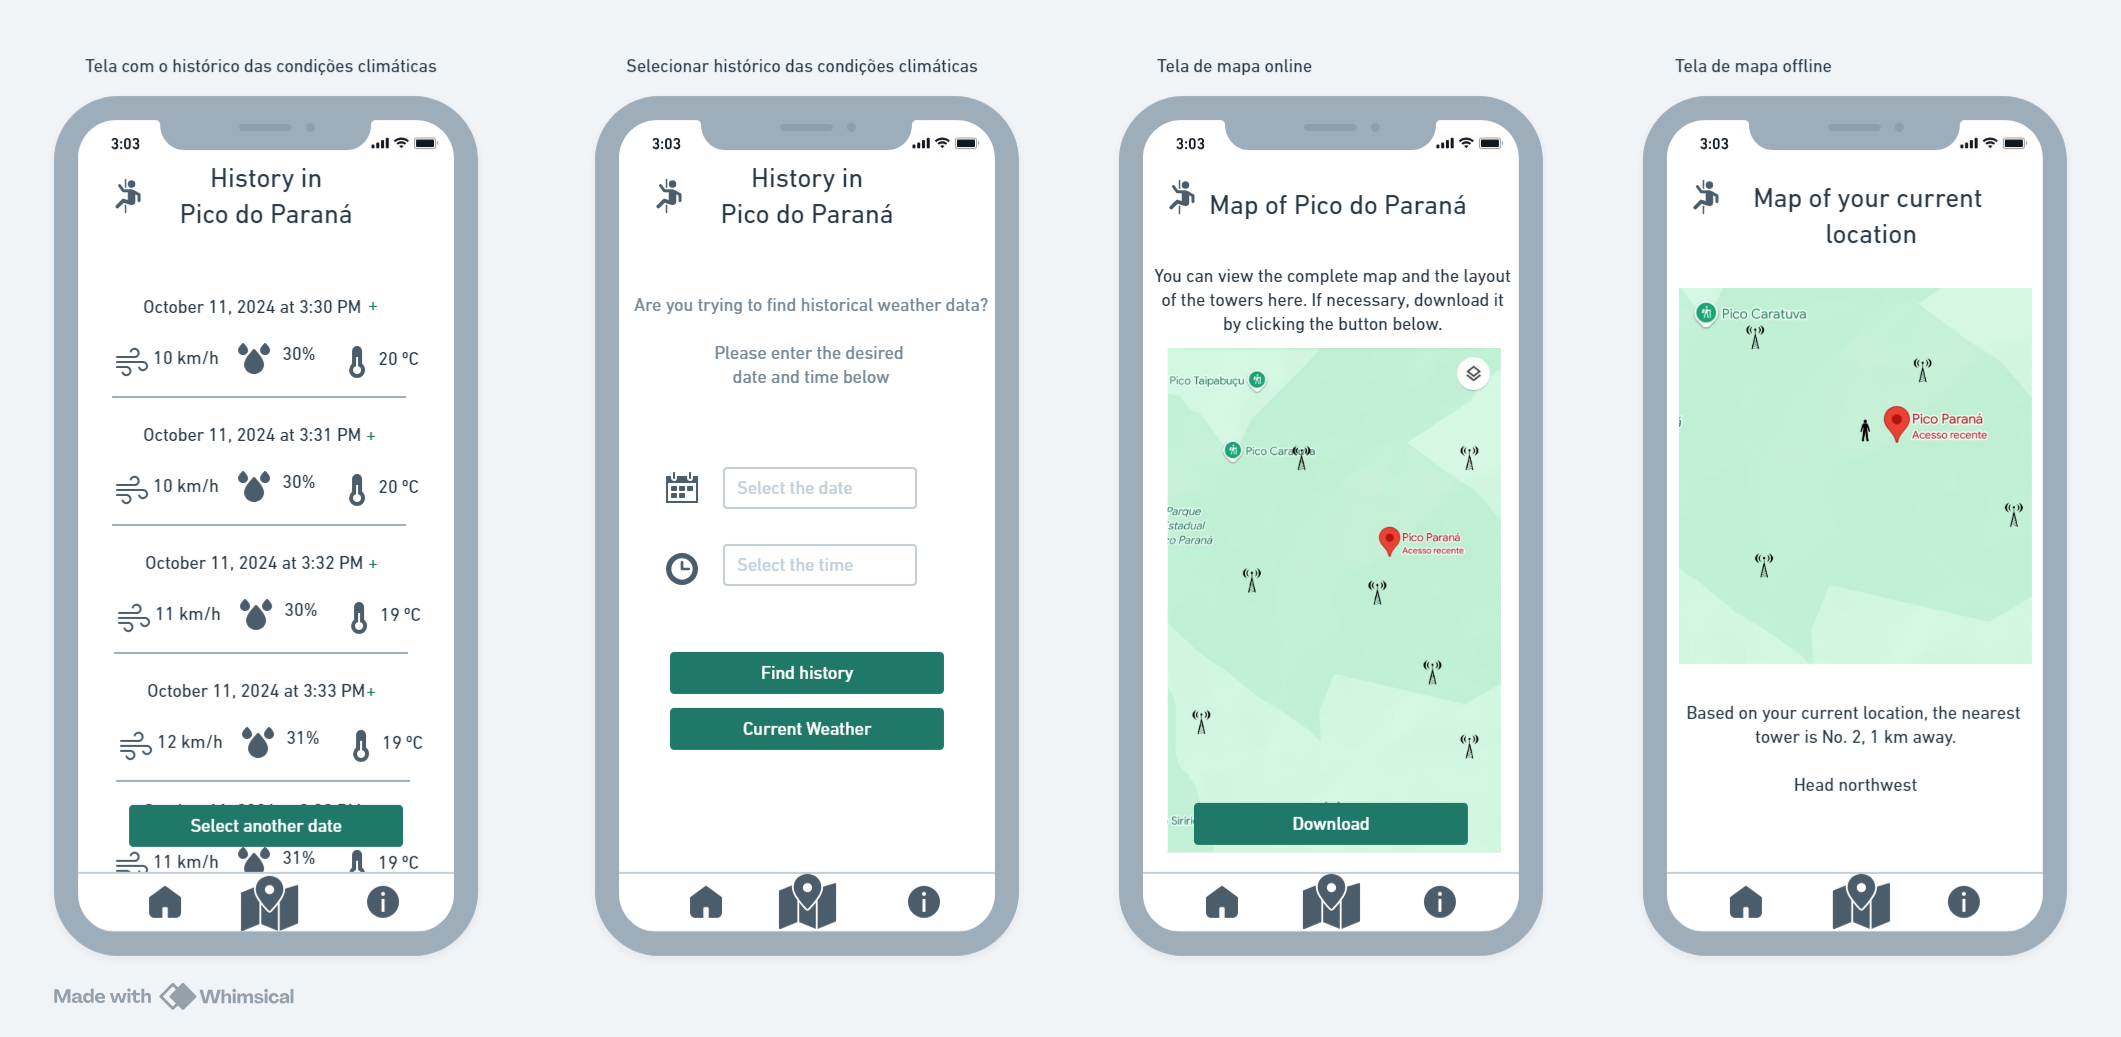 Tela com o histórico das condições climáticas
3:03
History in
Pico do Paraná
October 11, 2024 at 3:30 PM +
10 km/h 30% 20 ºC
October 11, 2024 at 3:31 PM +
10 km/h 30% 20 ºC
October 11, 2024 at 3:32 PM +
11 km/h 30% 19 ºC
October 11, 2024 at 3:33 PM+
12 km/h 31% 19 ºC
Select another date
11 km/h 31% 19 ºC
Selecionar histórico das condições climáticas
3:03
History in
Pico do Paraná
Are you trying to find historical weather data?
Please enter the desired
date and time below
Select the date
Select the time
Find history
Current Weather
Tela de mapa online
3:03
Map of Pico do Paraná
You can view the complete map and the layout
of the towers here. If necessary, download it
by clicking the button below.
Pico Taipabuçu
Pico Caratuva
Parque
stadual
o Paraná
Pico Paraná
Acesso recente
Siriri
Download
Tela de mapa offline
3:03
Map of your current
location
Pico Caratuva
Pico Paraná
Acesso recente
Based on your current location, the nearest
tower is No. 2, 1 km away.
Head northwest
Made with Whimsical